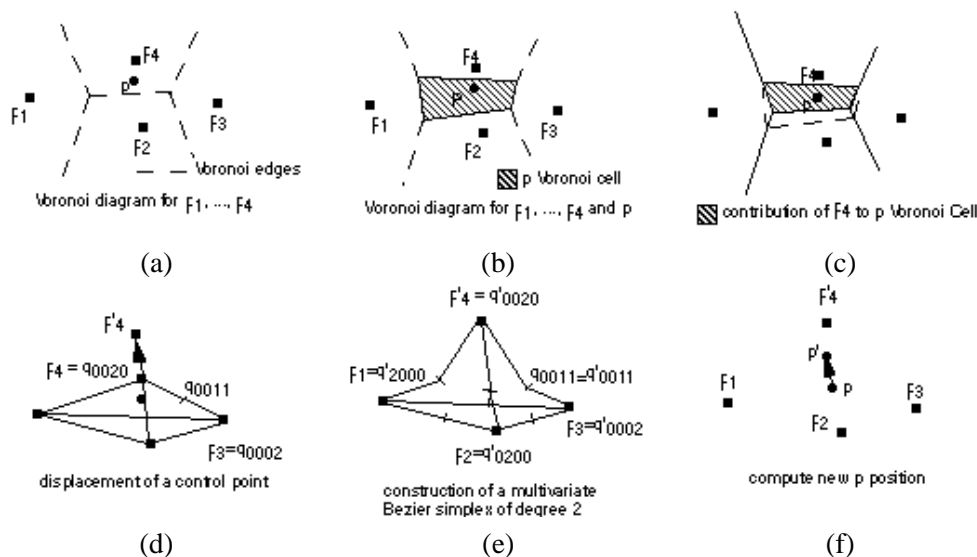 F4
p
F1
F3
F2
Voronoi edges
Voronoi diagram for F1, ..., F4
(a)
F4
p
F1
F3
F2
p Voronoi cell
Voronoi diagram for F1, ..., F4 and p
(b)
F4
p
contribution of F4 to p Voronoi Cell
(c)
F'4
F4 = q0020
q0011
F3=q0002
displacement of a control point
(d)
F'4 = q'0020
F1=q'2000
q0011=q'0011
F3=q'0002
F2=q'0200
construction of a multivariate
Bezier simplex of degree 2
(e)
F'4
p'
F1
p
F3
F2
compute new p position
(f)